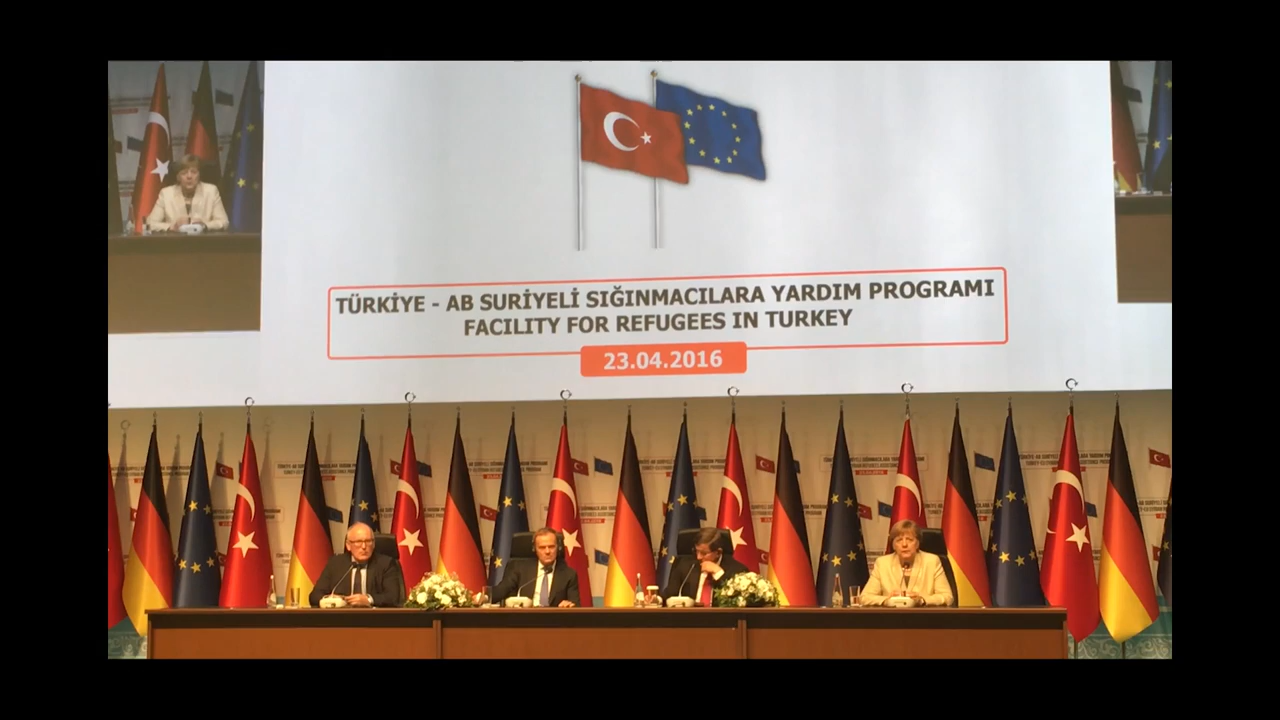 TÜRKİYE - AB SURİYELİ SIĞINMACILARA YARDIM PROGRAMI
FACILITY FOR REFUGEES IN TURKEY
23.04.2016